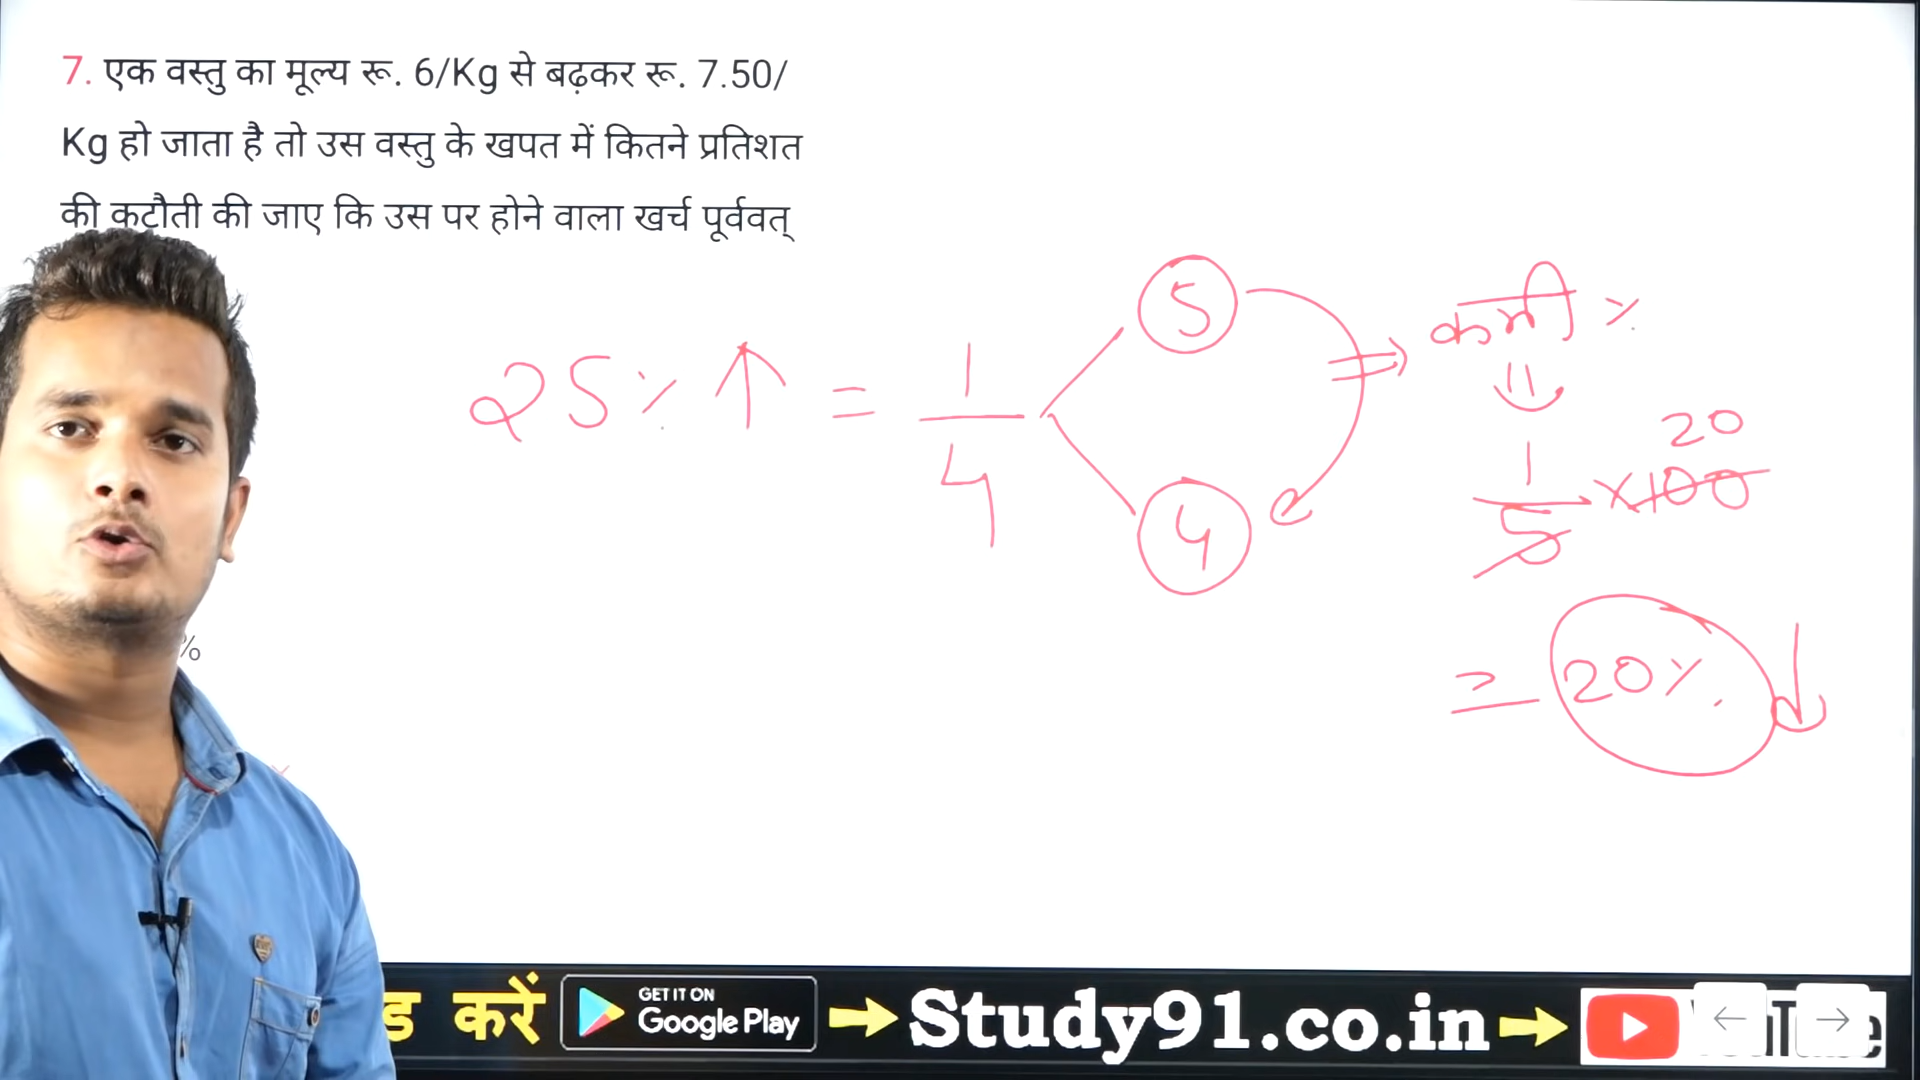 7. एक वस्तु का मूल्य रू. 6/Kg से बढ़कर रू. 7.50/
Kg हो जाता है तो उस वस्तु के खपत में कितने प्रतिशत
की कटौती की जाए कि उस पर होने वाला खर्च पूर्ववत्
25% ↑ = 1/4
5
4
⇒ कमी %
1/5 × 100
20
= 20% ↓
%
करें
GET IT ON
Google Play
Study91.co.in